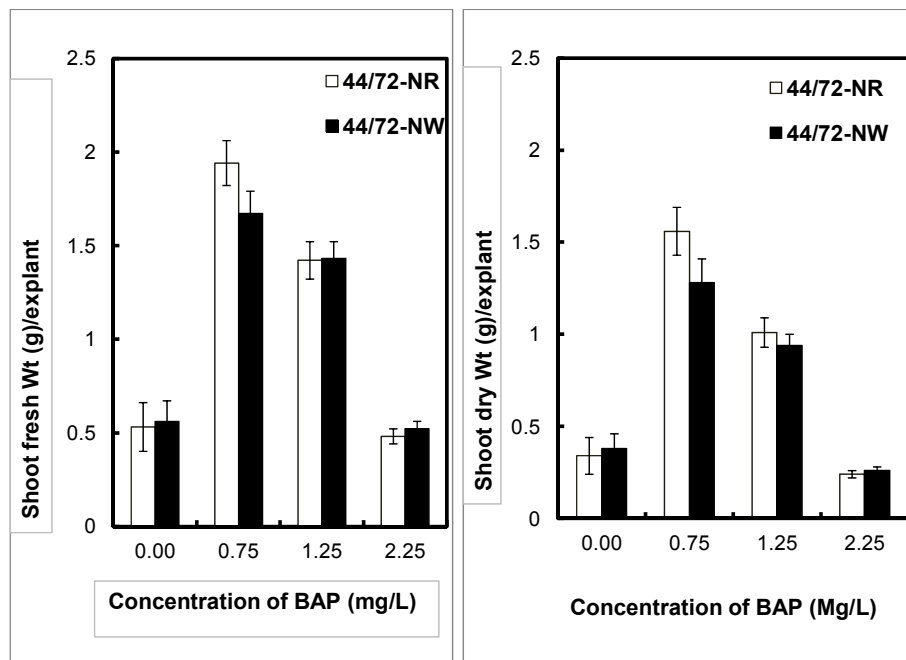 Shoot fresh Wt (g)/explant
2.5
2
1.5
1
0.5
0
44/72-NR
44/72-NW
0.00 0.75 1.25 2.25
Concentration of BAP (mg/L)
Shoot dry Wt (g)/explant
2.5
2
1.5
1
0.5
0
44/72-NR
44/72-NW
0.00 0.75 1.25 2.25
Concentration of BAP (Mg/L)